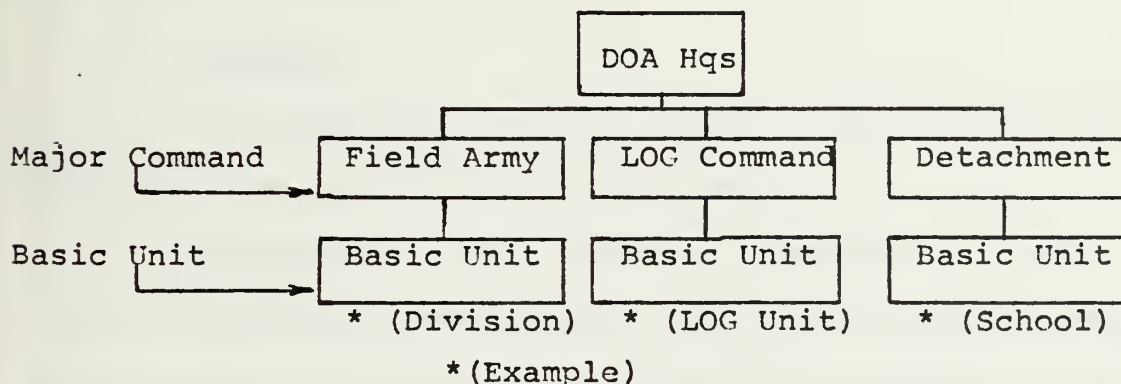 DOA Hqs
Major Command Field Army LOG Command Detachment
Basic Unit Basic Unit Basic Unit Basic Unit
* (Division) * (LOG Unit) * (School)
*(Example)